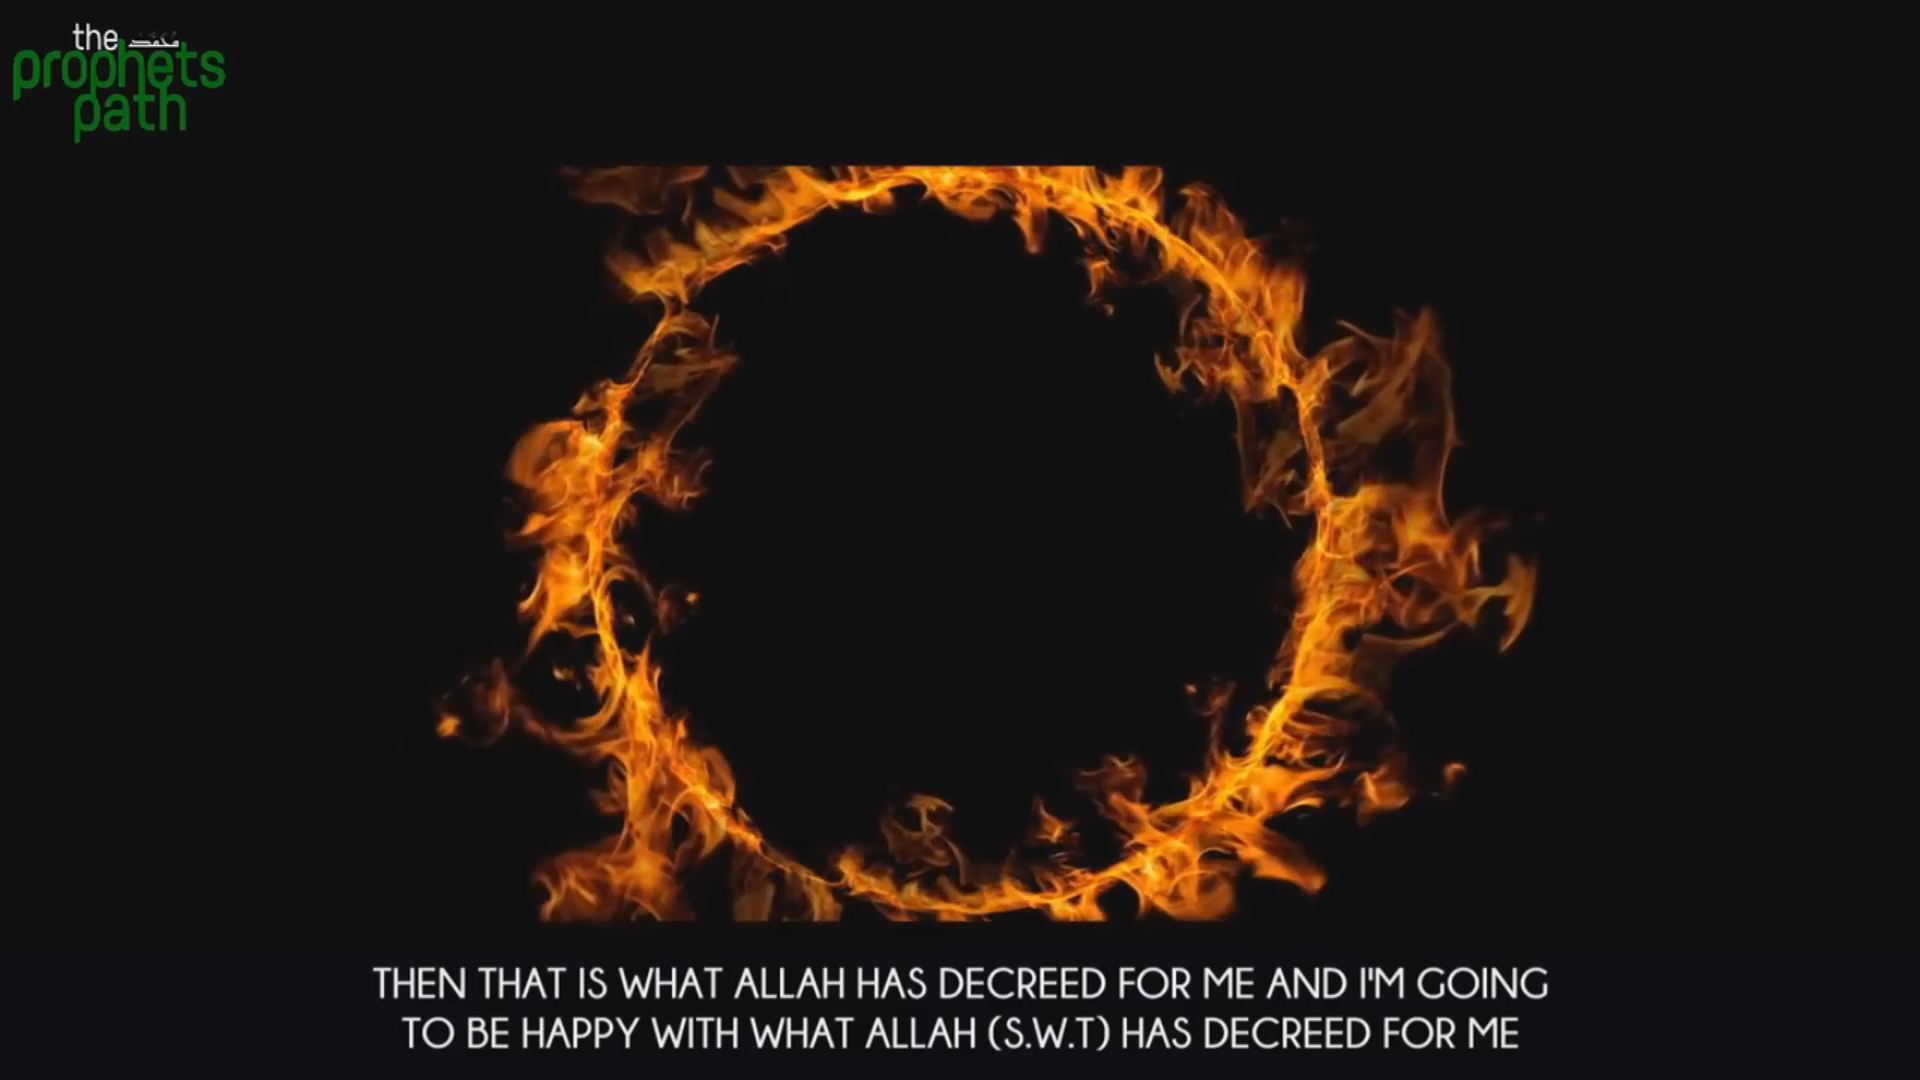 the محمد
prophets
path
THEN THAT IS WHAT ALLAH HAS DECREED FOR ME AND I'M GOING
TO BE HAPPY WITH WHAT ALLAH (S.W.T) HAS DECREED FOR ME